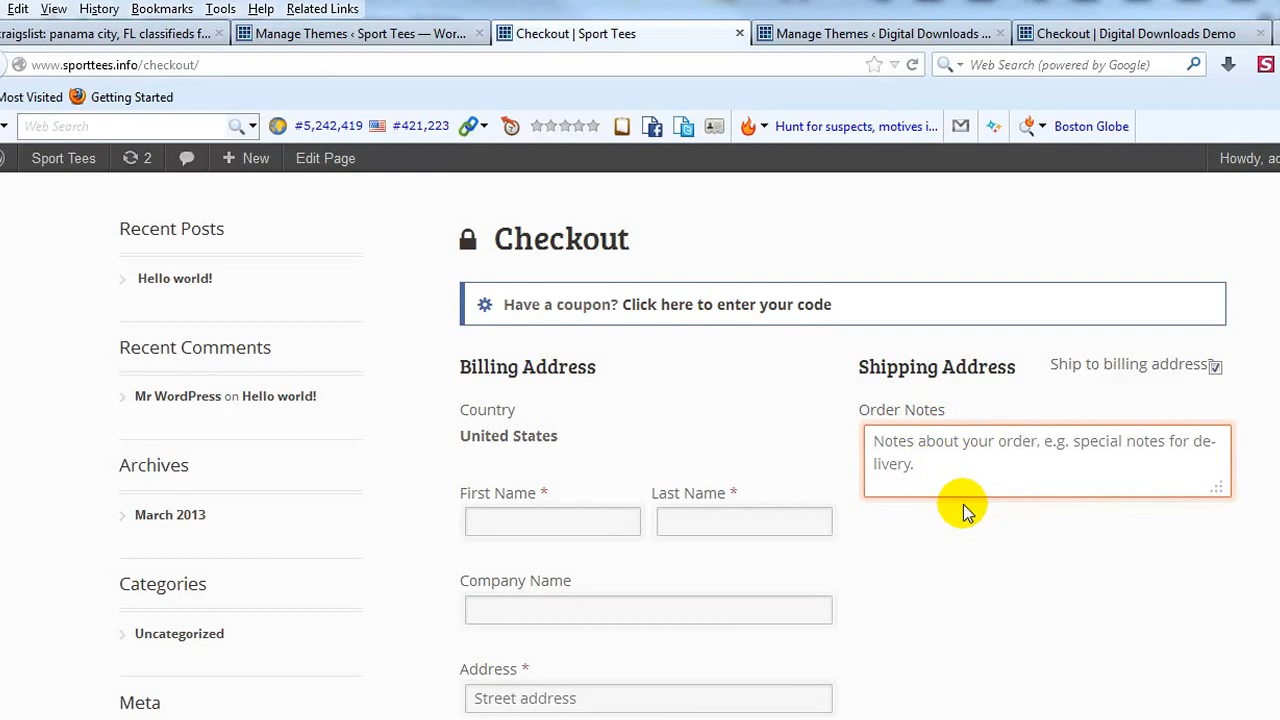 Edit View History Bookmarks Tools Help Related Links
craigslist: panama city, FL classifieds f... Manage Themes ‹ Sport Tees — Wor... Checkout | Sport Tees Manage Themes ‹ Digital Downloads ... Checkout | Digital Downloads Demo
www.sporttees.info/checkout/ Web Search (powered by Google)
Most Visited Getting Started
Web Search #5,242,419 #421,223 Hunt for suspects, motives i... Boston Globe
Sport Tees 2 New Edit Page Howdy, ad
Recent Posts
Hello world!
Recent Comments
Mr WordPress on Hello world!
Archives
March 2013
Categories
Uncategorized
Meta
Checkout
Have a coupon? Click here to enter your code
Billing Address
Country
United States
First Name * Last Name *
Company Name
Address *
Street address
Shipping Address Ship to billing address?
Order Notes
Notes about your order, e.g. special notes for de-
livery.